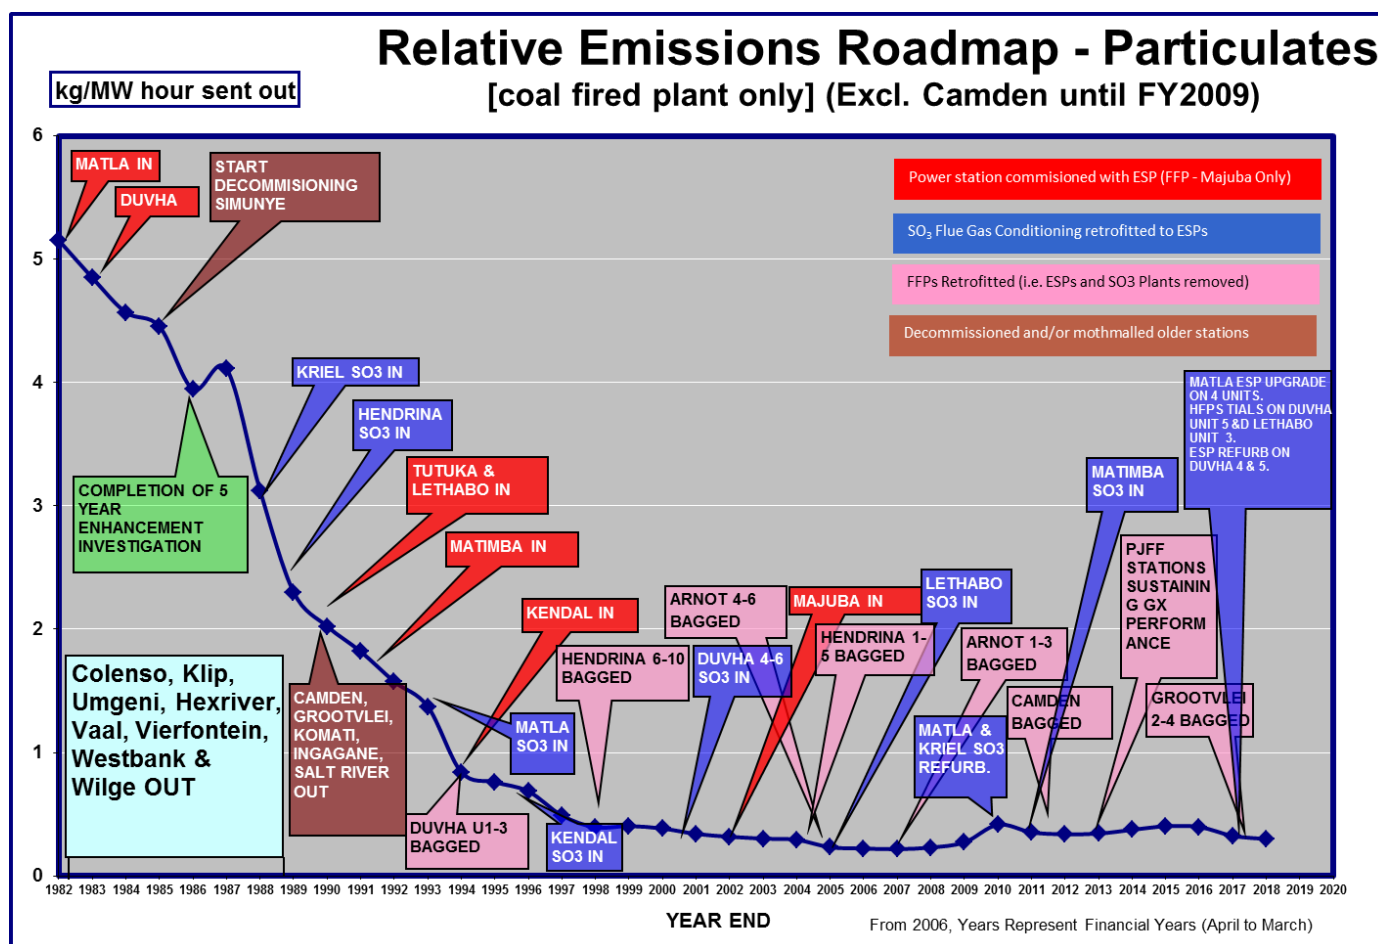 Relative Emissions Roadmap - Particulates
[coal fired plant only] (Excl. Camden until FY2009)
kg/MW hour sent out
6
5
4
3
2
1
0
MATLA IN
DUVHA
START
DECOMMISIONING
SIMUNYE
Power station commisioned with ESP (FFP - Majuba Only)
SO₃ Flue Gas Conditioning retrofitted to ESPs
FFPs Retrofitted (i.e. ESPs and SO3 Plants removed)
Decommissioned and/or mothmalled older stations
KRIEL SO3 IN
HENDRINA
SO3 IN
COMPLETION OF 5
YEAR
ENHANCEMENT
INVESTIGATION
TUTUKA &
LETHABO IN
MATIMBA IN
KENDAL IN
MATLA ESP UPGRADE
ON 4 UNITS.
HFPS TIALS ON DUVHA
UNIT 5 &D LETHABO
UNIT 3.
ESP REFURB ON
DUVHA 4 & 5.
MATIMBA
SO3 IN
PJFF
STATIONS
SUSTAININ
G GX
PERFORM
ANCE
ARNOT 4-6
BAGGED
MAJUBA IN
LETHABO
SO3 IN
HENDRINA 1-
5 BAGGED
ARNOT 1-3
BAGGED
HENDRINA 6-10
BAGGED
DUVHA 4-6
SO3 IN
CAMDEN
BAGGED
GROOTVLEI
2-4 BAGGED
Colenso, Klip,
Umgeni, Hexriver,
Vaal, Vierfontein,
Westbank &
Wilge OUT
CAMDEN,
GROOTVLEI,
KOMATI,
INGAGANE,
SALT RIVER
OUT
MATLA
SO3 IN
MATLA &
KRIEL SO3
REFURB.
DUVHA U1-3
BAGGED
KENDAL
SO3 IN
1982 1983 1984 1985 1986 1987 1988 1989 1990 1991 1992 1993 1994 1995 1996 1997 1998 1999 2000 2001 2002 2003 2004 2005 2006 2007 2008 2009 2010 2011 2012 2013 2014 2015 2016 2017 2018 2019 2020
YEAR END
From 2006, Years Represent Financial Years (April to March)